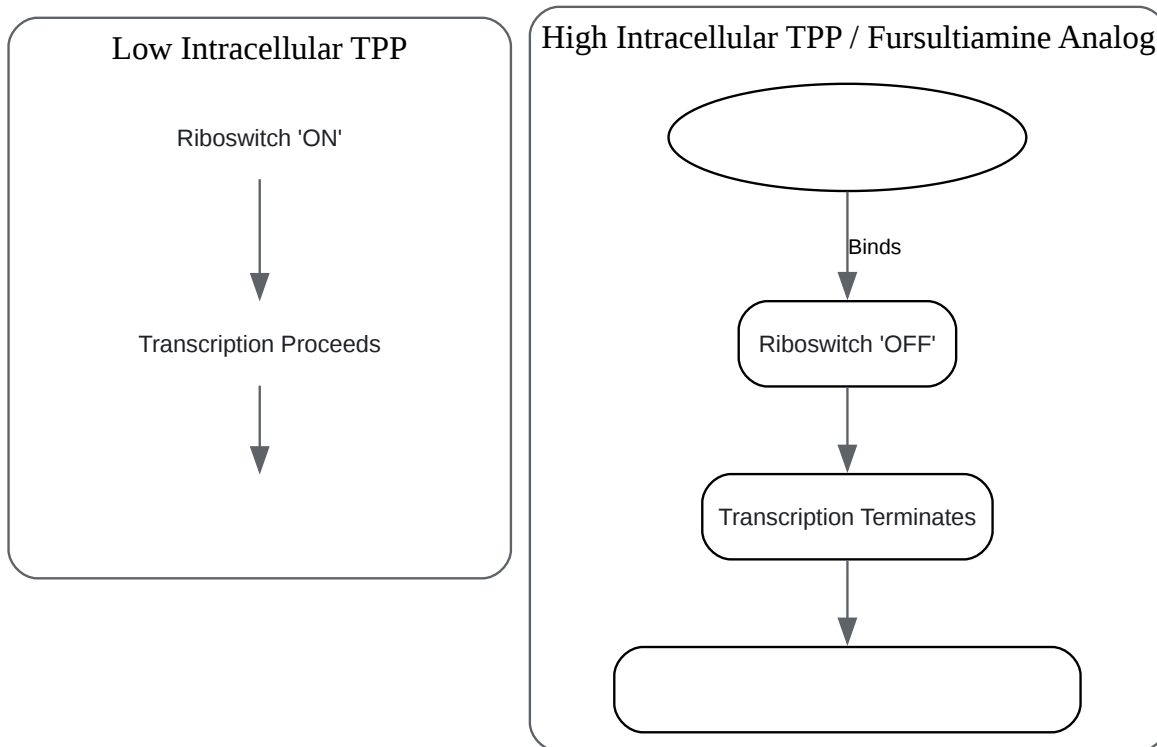 Low Intracellular TPP
Riboswitch 'ON'
Transcription Proceeds
High Intracellular TPP / Fursultiamine Analog
Binds
Riboswitch 'OFF'
Transcription Terminates